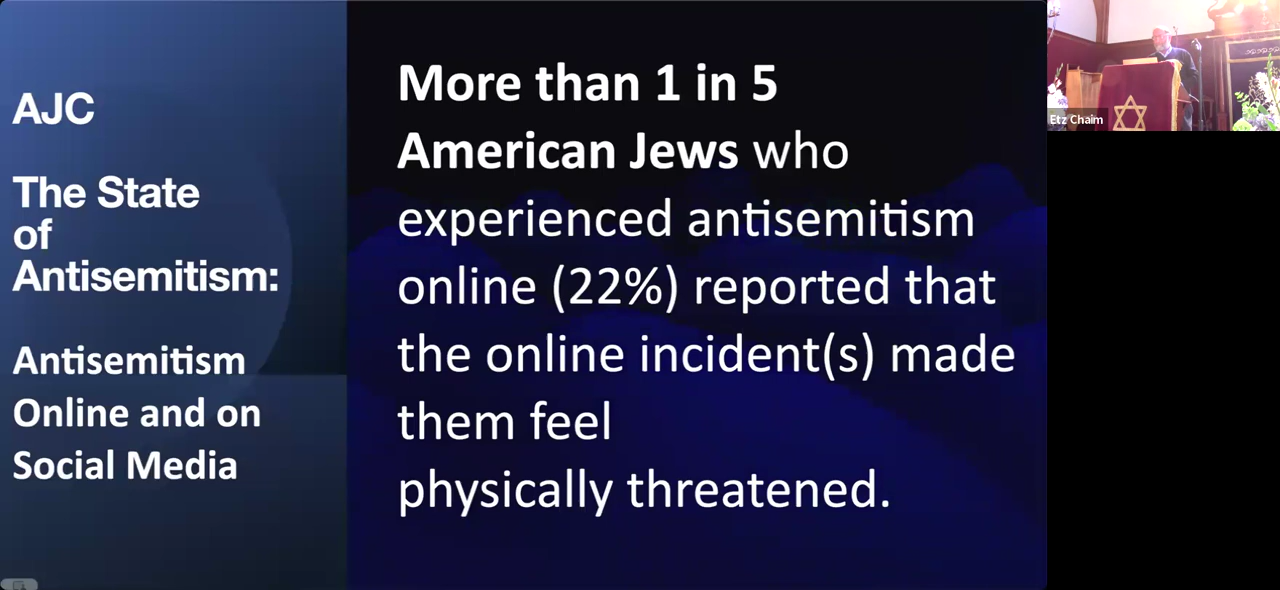 AJC
The State
of
Antisemitism:
Antisemitism
Online and on
Social Media
More than 1 in 5
American Jews who
experienced antisemitism
online (22%) reported that
the online incident(s) made
them feel
physically threatened.
Etz Chaim